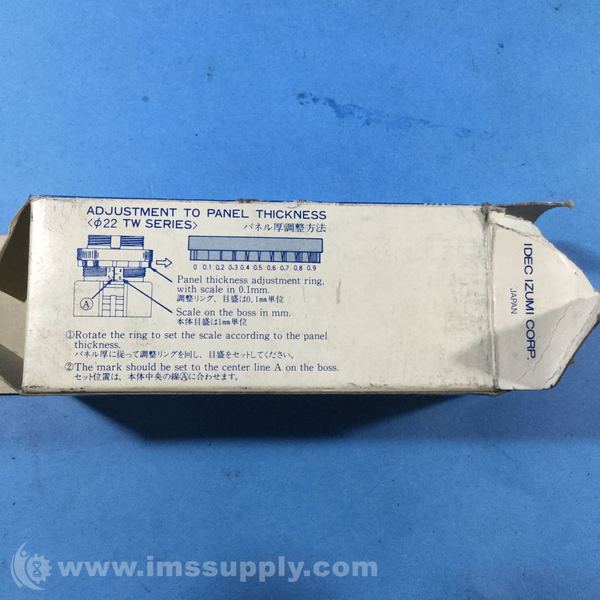 ADJUSTMENT TO PANEL THICKNESS
〈φ22 TW SERIES〉 パネル厚調整方法
0 0.1 0.2 0.3 0.4 0.5 0.6 0.7 0.8 0.9
Panel thickness adjustment ring,
with scale in 0.1mm.
調整リング、目盛は0.1mm単位
A
Scale on the boss in mm.
本体目盛は1mm単位
①Rotate the ring to set the scale according to the panel
thickness.
パネル厚に従って調整リングを回し、目盛をセットしてください。
②The mark should be set to the center line A on the boss.
セット位置は、本体中央の線Ⓐに合わせます。
IDEC IZUMI CORP.
JAPAN
www.imssupply.com